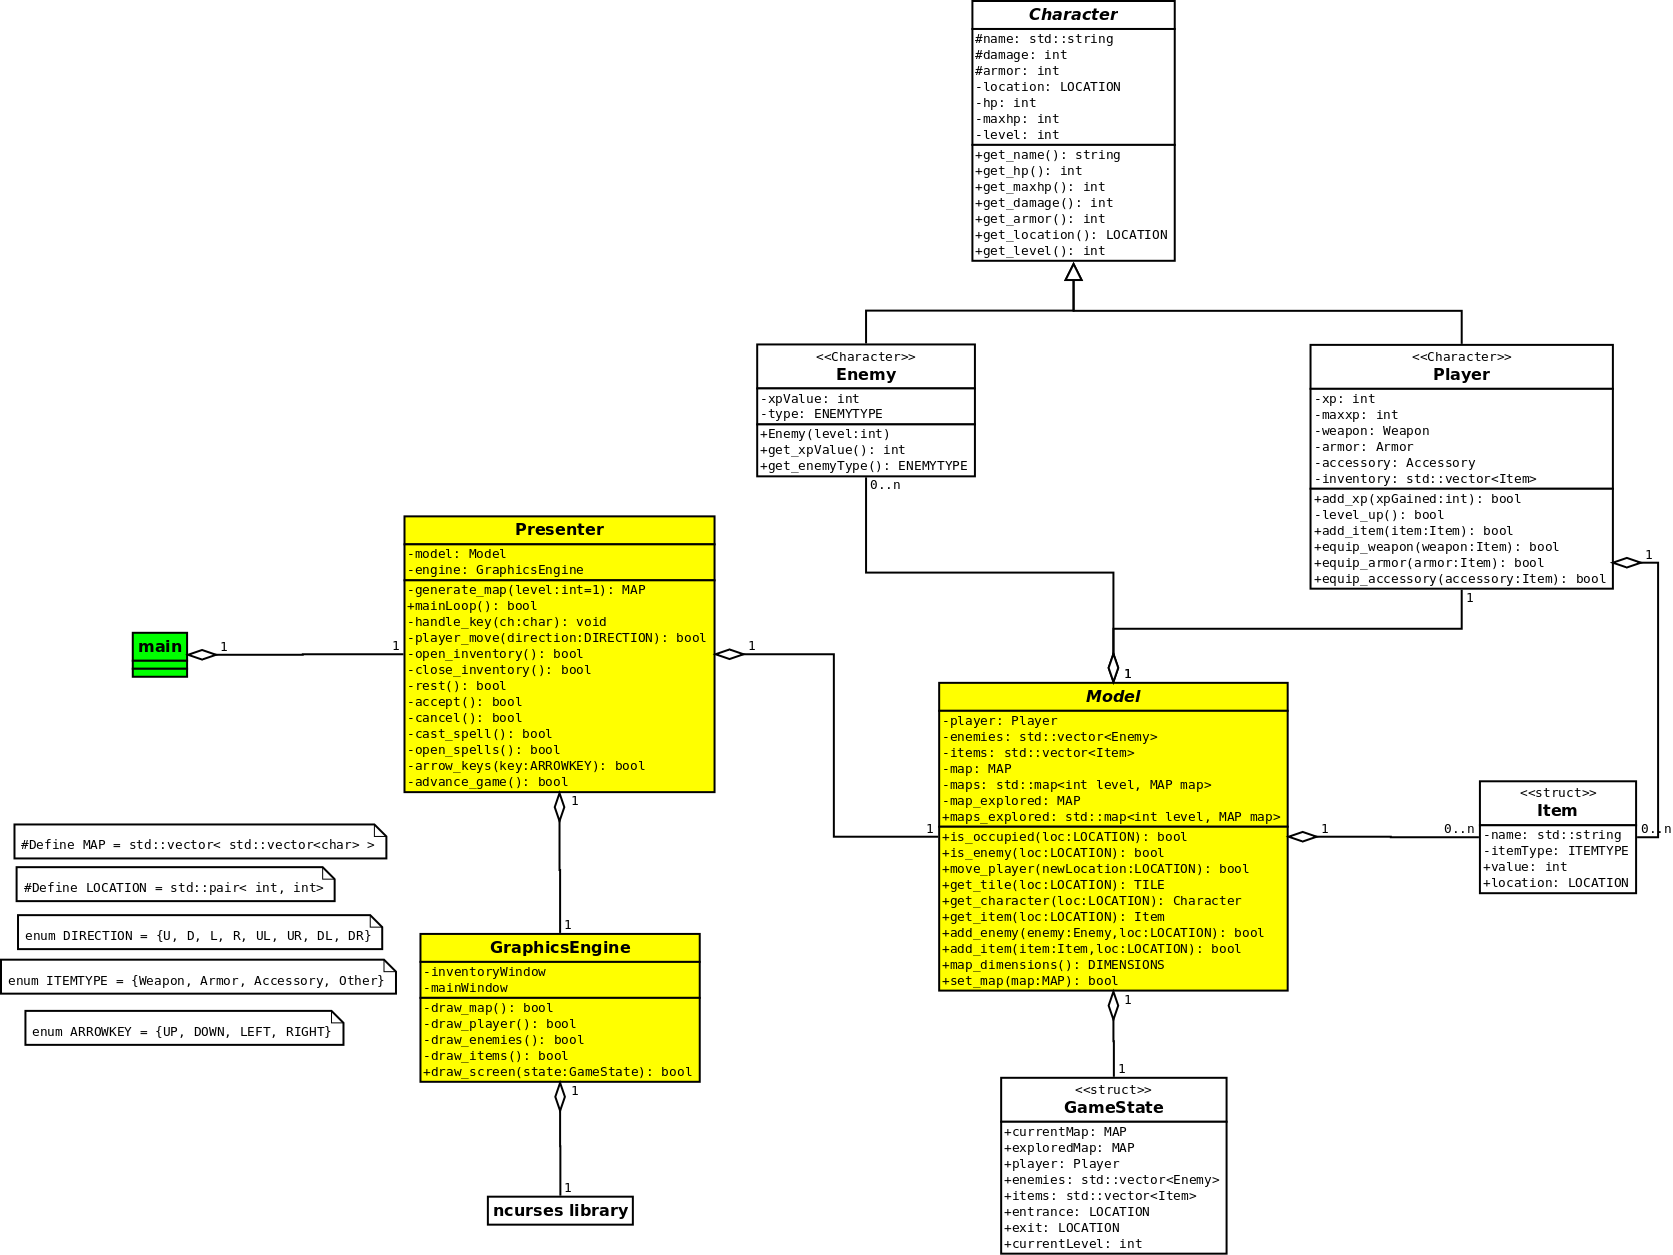 Character
#name: std::string
#damage: int
#armor: int
-location: LOCATION
-hp: int
-maxhp: int
-level: int
+get_name(): string
+get_hp(): int
+get_maxhp(): int
+get_damage(): int
+get_armor(): int
+get_location(): LOCATION
+get_level(): int
<<Character>>
Enemy
-xpValue: int
-type: ENEMYTYPE
+Enemy(level:int)
+get_xpValue(): int
+get_enemyType(): ENEMYTYPE
0..n
<<Character>>
Player
-xp: int
-maxxp: int
-weapon: Weapon
-armor: Armor
-accessory: Accessory
-inventory: std::vector<Item>
+add_xp(xpGained:int): bool
-level_up(): bool
+add_item(item:Item): bool
+equip_weapon(weapon:Item): bool
+equip_armor(armor:Item): bool
+equip_accessory(accessory:Item): bool
1
1
Presenter
-model: Model
-engine: GraphicsEngine
-generate_map(level:int=1): MAP
+mainLoop(): bool
-handle_key(ch:char): void
-player_move(direction:DIRECTION): bool
-open_inventory(): bool
-close_inventory(): bool
-rest(): bool
-accept(): bool
-cancel(): bool
-cast_spell(): bool
-open_spells(): bool
-arrow_keys(key:ARROWKEY): bool
-advance_game(): bool
main
1
1
1
1
1
Model
-player: Player
-enemies: std::vector<Enemy>
-items: std::vector<Item>
-map: MAP
-maps: std::map<int level, MAP map>
-map_explored: MAP
+maps_explored: std::map<int level, MAP map>
+is_occupied(loc:LOCATION): bool
+is_enemy(loc:LOCATION): bool
+move_player(newLocation:LOCATION): bool
+get_tile(loc:LOCATION): TILE
+get_character(loc:LOCATION): Character
+get_item(loc:LOCATION): Item
+add_enemy(enemy:Enemy,loc:LOCATION): bool
+add_item(item:Item,loc:LOCATION): bool
+map_dimensions(): DIMENSIONS
+set_map(map:MAP): bool
1
1
0..n
<<struct>>
Item
-name: std::string
-itemType: ITEMTYPE
+value: int
+location: LOCATION
0..n
#Define MAP = std::vector< std::vector<char> >
#Define LOCATION = std::pair< int, int>
enum DIRECTION = {U, D, L, R, UL, UR, DL, DR}
enum ITEMTYPE = {Weapon, Armor, Accessory, Other}
enum ARROWKEY = {UP, DOWN, LEFT, RIGHT}
1
GraphicsEngine
-inventoryWindow
-mainWindow
-draw_map(): bool
-draw_player(): bool
-draw_enemies(): bool
-draw_items(): bool
+draw_screen(state:GameState): bool
1
1
ncurses library
1
1
<<struct>>
GameState
+currentMap: MAP
+exploredMap: MAP
+player: Player
+enemies: std::vector<Enemy>
+items: std::vector<Item>
+entrance: LOCATION
+exit: LOCATION
+currentLevel: int